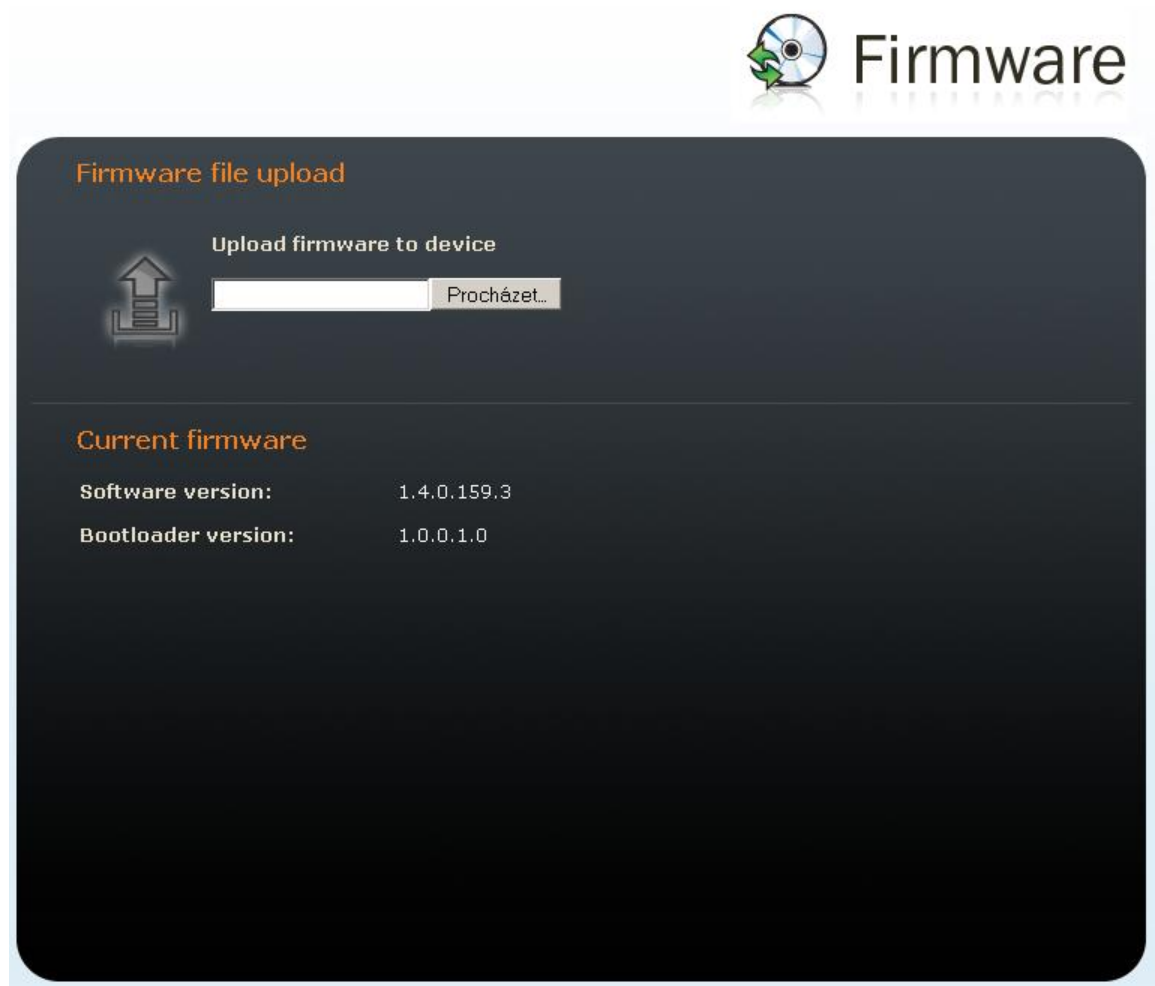 Firmware
Firmware file upload
Upload firmware to device
Procházet...
Current firmware
Software version: 1.4.0.159.3
Bootloader version: 1.0.0.1.0